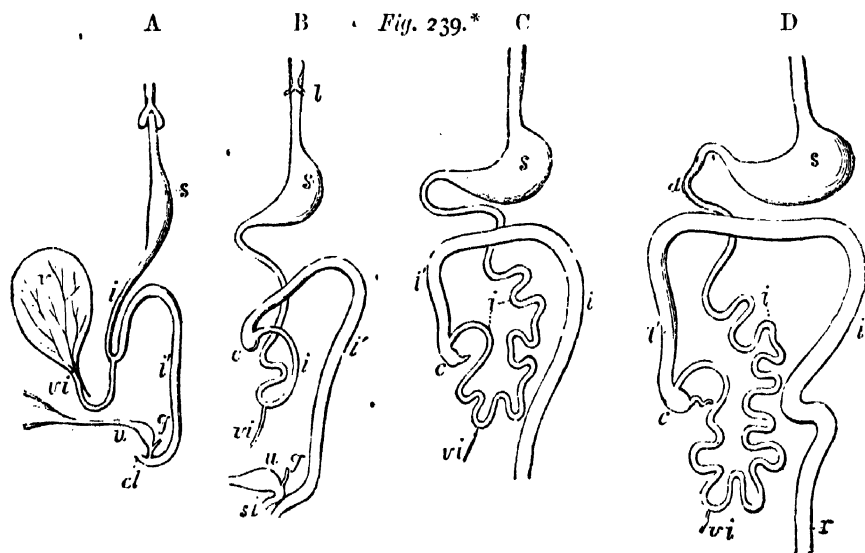 A B Fig. 239.* C D
l
s s s s
d
v i i' i i' i' i i i' i i
c c c
vi vi vi vi
u g
cl
u g
si
r